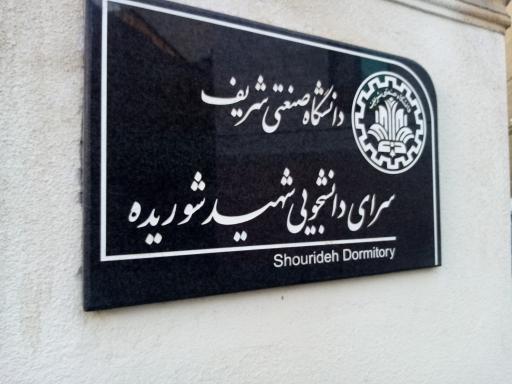 دانشگاه صنعتی شریف
سرای دانشجویی شهید شوریده
Shourideh Dormitory